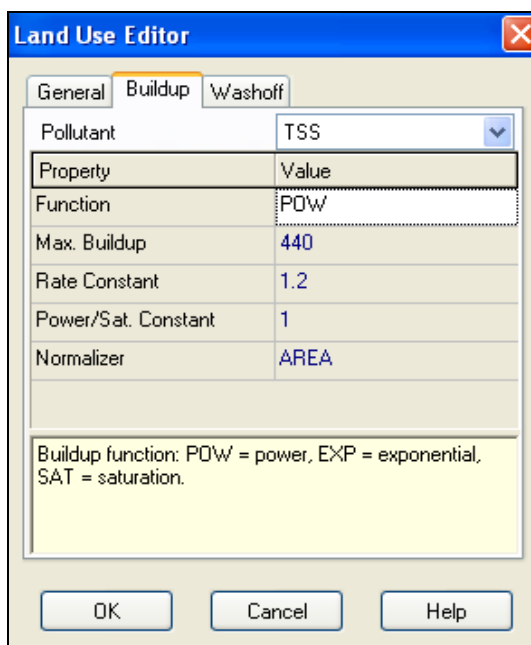 Land Use Editor
General Buildup Washoff
Pollutant TSS
Property Value
Function POW
Max. Buildup 440
Rate Constant 1.2
Power/Sat. Constant 1
Normalizer AREA
Buildup function: POW = power, EXP = exponential,
SAT = saturation.
OK Cancel Help